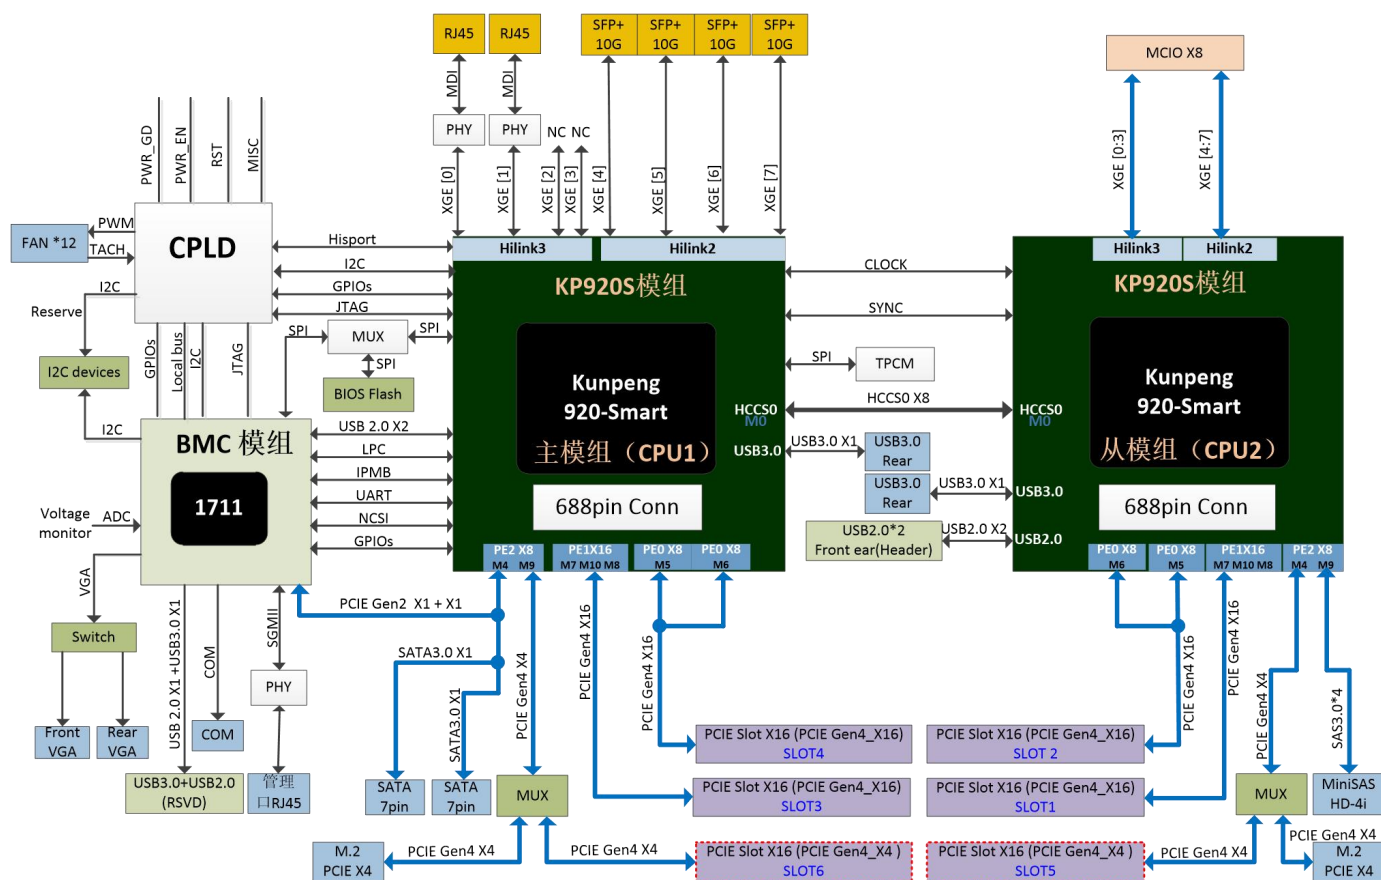 RJ45
RJ45
SFP+
10G
SFP+
10G
SFP+
10G
SFP+
10G
MCIO X8
MDI
MDI
PHY
PHY
NC
NC
XGE [0]
XGE [1]
XGE [2]
XGE [3]
XGE [4]
XGE [5]
XGE [6]
XGE [7]
XGE [0:3]
XGE [4:7]
PWR_GD
PWR_EN
RST
MISC
CPLD
FAN *12
PWM
TACH
I2C
Reserve
I2C devices
I2C
Hisport
I2C
GPIOs
JTAG
SPI
MUX
SPI
SPI
BIOS Flash
GPIOs
Local bus
I2C
JTAG
Hilink3
Hilink2
KP920S模组
Kunpeng
920-Smart
主模组（CPU1）
HCCS0
M0
USB3.0
688pin Conn
PE2 X8
M4 M9
PE1X16
M7 M10 M8
PE0 X8
M5
PE0 X8
M6
CLOCK
SYNC
SPI
TPCM
HCCS0 X8
USB3.0 X1
USB3.0
Rear
USB3.0
Rear
USB3.0 X1
USB2.0*2
Front ear(Header)
USB2.0 X2
Hilink3
Hilink2
KP920S模组
Kunpeng
920-Smart
从模组（CPU2）
HCCS0
M0
USB3.0
USB2.0
688pin Conn
PE0 X8
M6
PE0 X8
M5
PE1X16
M7 M10 M8
PE2 X8
M4 M9
BMC 模组
1711
USB 2.0 X2
LPC
IPMB
UART
NCSI
GPIOs
Voltage
monitor
ADC
VGA
Switch
Front
VGA
Rear
VGA
USB 2.0 X1 +USB3.0 X1
USB3.0+USB2.0
(RSVD)
COM
COM
SGMII
PHY
管理
口RJ45
PCIE Gen2 X1 + X1
SATA3.0 X1
SATA3.0 X1
SATA
7pin
SATA
7pin
PCIE Gen4 X4
MUX
PCIE Gen4 X16
PCIE Gen4 X16
M.2
PCIE X4
PCIE Gen4 X4
PCIE Gen4 X4
PCIE Slot X16 (PCIE Gen4_X16)
SLOT4
PCIE Slot X16 (PCIE Gen4_X16)
SLOT3
PCIE Slot X16 (PCIE Gen4_X4 )
SLOT6
PCIE Slot X16 (PCIE Gen4_X16)
SLOT 2
PCIE Slot X16 (PCIE Gen4_X16)
SLOT1
PCIE Slot X16 (PCIE Gen4_X4 )
SLOT5
PCIE Gen4 X16
PCIE Gen4 X16
PCIE Gen4 X4
SAS3.0*4
MUX
MiniSAS
HD-4i
PCIE Gen4 X4
PCIE Gen4 X4
M.2
PCIE X4